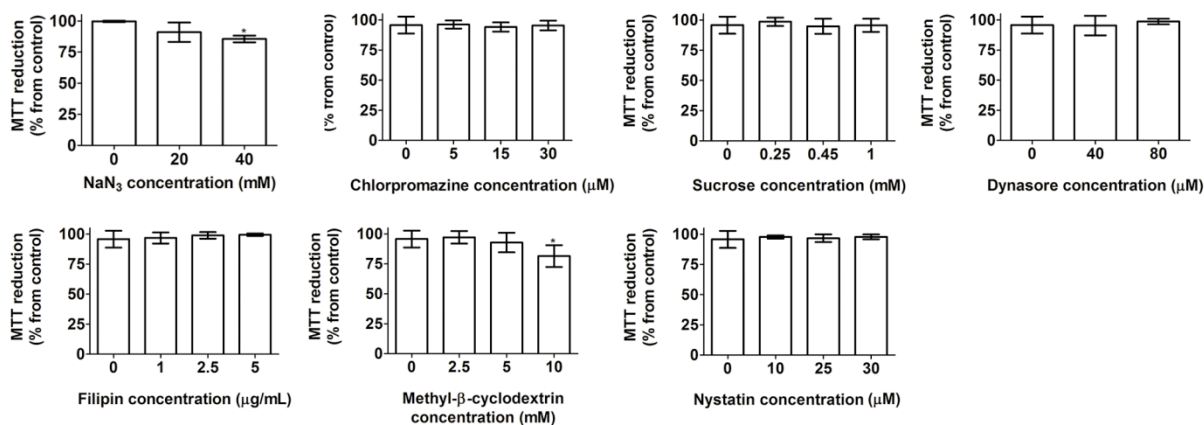 MTT reduction
(% from control)
100
75
50
25
0
*
0 20 40
NaN₃ concentration (mM)
(% from control)
100
75
50
25
0
0 5 15 30
Chlorpromazine concentration (μM)
MTT reduction
(% from control)
100
75
50
25
0
0 0.25 0.45 1
Sucrose concentration (mM)
MTT reduction
(% from control)
100
75
50
25
0
0 40 80
Dynasore concentration (μM)
MTT reduction
(% from control)
100
75
50
25
0
0 1 2.5 5
Filipin concentration (μg/mL)
MTT reduction
(% from control)
100
75
50
25
0
*
0 2.5 5 10
Methyl-β-cyclodextrin
concentration (mM)
MTT reduction
(% from control)
100
75
50
25
0
0 10 25 30
Nystatin concentration (μM)